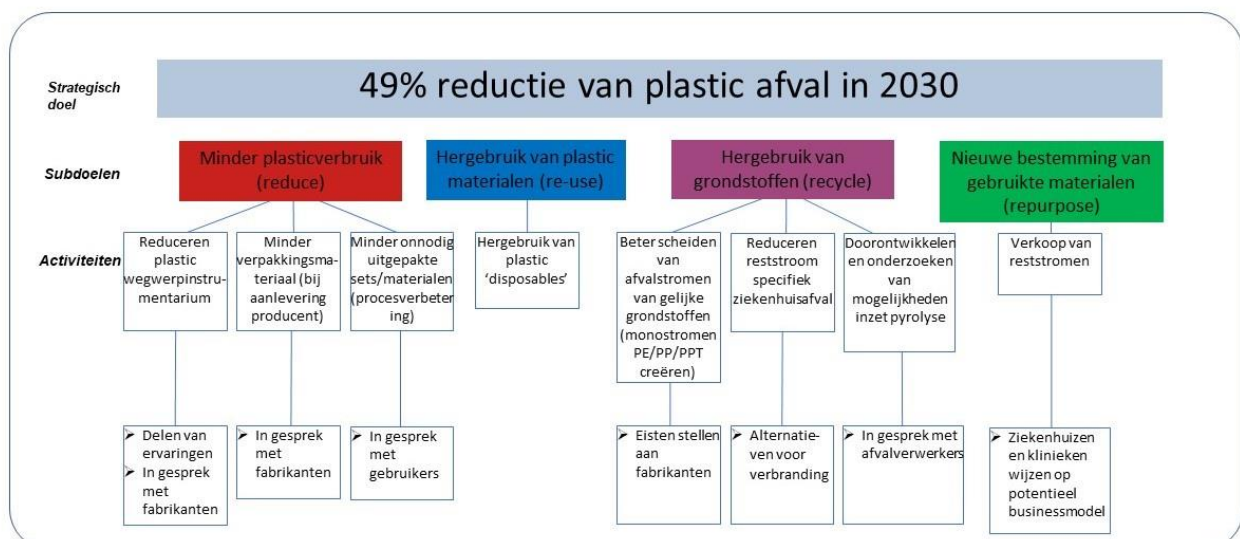 Strategisch
doel
49% reductie van plastic afval in 2030
Subdoelen
Minder plasticverbruik
(reduce)
Hergebruik van plastic
materialen (re-use)
Hergebruik van
grondstoffen (recycle)
Nieuwe bestemming van
gebruikte materialen
(repurpose)
Activiteiten
Reduceren
plastic
wegwerpinstru-
mentarium
Minder
verpakkingsma-
teriaal (bij
aanlevering
producent)
Minder onnodig
uitgepakte
sets/materialen
(procesverbeter
ing)
Hergebruik van
plastic
‘disposables’
Beter scheiden
van
afvalstromen
van gelijke
grondstoffen
(monostromen
PE/PP/PPT
creëren)
Reduceren
reststroom
specifiek
ziekenhuisafval
Doorontwikkelen
en onderzoeken
van
mogelijkheden
inzet pyrolyse
Verkoop van
reststromen
➢ Delen van
ervaringen
➢ In gesprek
met
fabrikanten
➢ In gesprek
met
fabrikanten
➢ In gesprek
met
gebruikers
➢ Eisten stellen
aan
fabrikanten
➢ Alternatie-
ven voor
verbranding
➢ In gesprek met
afvalverwerkers
➢ Ziekenhuizen
en klinieken
wijzen op
potentieel
businessmodel